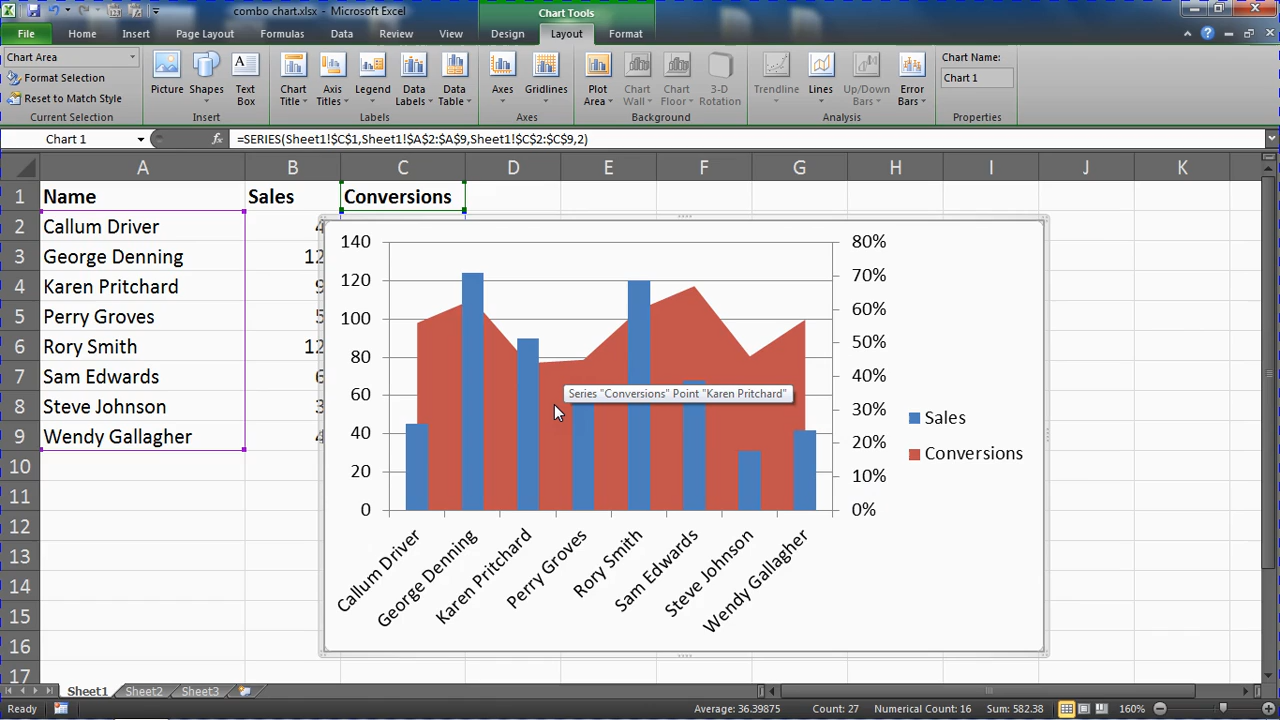 combo chart.xlsx - Microsoft Excel
Chart Tools
File Home Insert Page Layout Formulas Data Review View Design Layout Format
Chart Area
Format Selection
Reset to Match Style
Current Selection
Picture Shapes Text Box
Insert
Chart Title Axis Titles Legend Data Labels Data Table
Labels
Axes Gridlines
Axes
Plot Area Chart Wall Chart Floor 3-D Rotation
Background
Trendline Lines Up/Down Bars Error Bars
Analysis
Chart Name:
Chart 1
Properties
Chart 1 fx =SERIES(Sheet1!$C$1,Sheet1!$A$2:$A$9,Sheet1!$C$2:$C$9,2)
A B C D E F G H I J K
1 Name Sales Conversions
2 Callum Driver 4
3 George Denning 12
4 Karen Pritchard 9
5 Perry Groves 5
6 Rory Smith 12
7 Sam Edwards 6
8 Steve Johnson 3
9 Wendy Gallagher 4
10
11
12
13
14
15
16
17
140
120
100
80
60
40
20
0
80%
70%
60%
50%
40%
30%
20%
10%
0%
Series "Conversions" Point "Karen Pritchard"
Sales
Conversions
Callum Driver
George Denning
Karen Pritchard
Perry Groves
Rory Smith
Sam Edwards
Steve Johnson
Wendy Gallagher
Sheet1 Sheet2 Sheet3
Ready Average: 36.39875 Count: 27 Numerical Count: 16 Sum: 582.38 160%